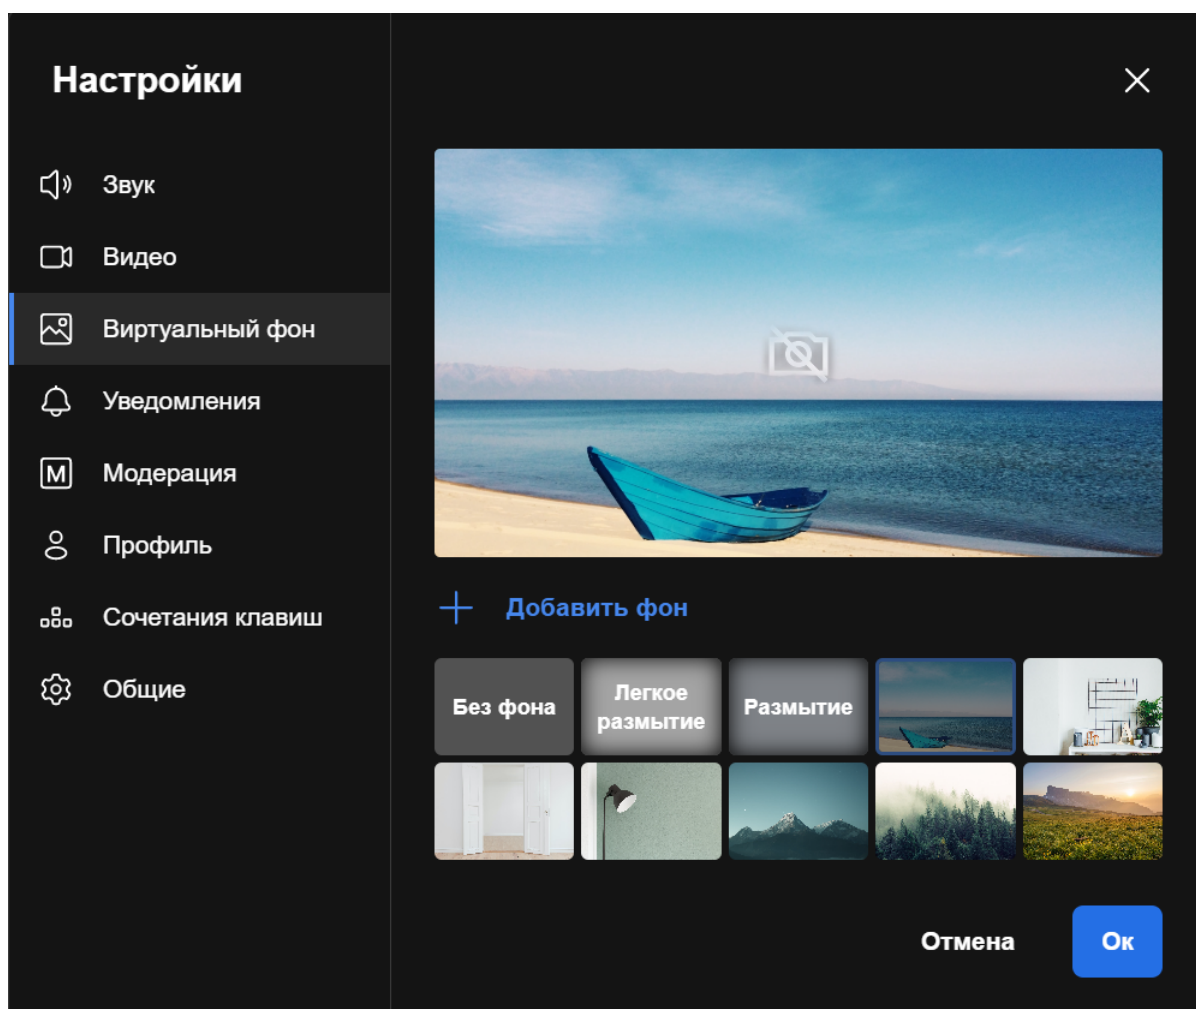 Настройки
Звук
Видео
Виртуальный фон
Уведомления
Модерация
Профиль
Сочетания клавиш
Общие
Добавить фон
Без фона
Легкое
размытие
Размытие
Отмена
Ок